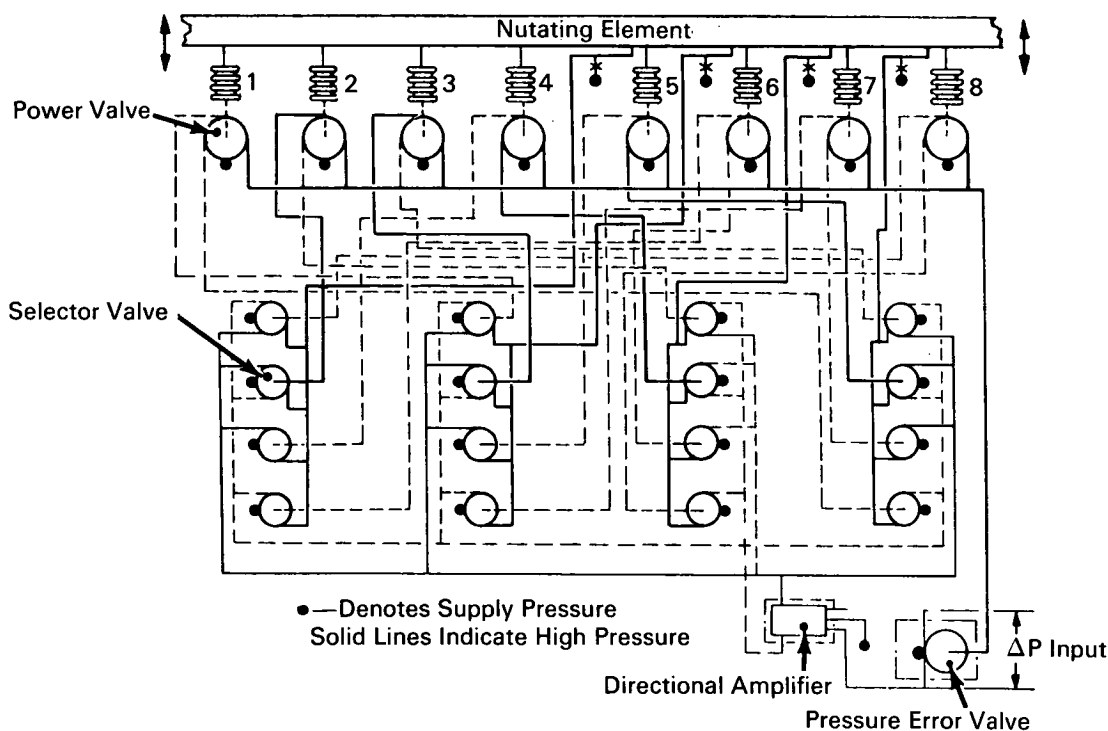 Nutating Element
1
2
3
4
5
6
7
8
Power Valve
Selector Valve
●—Denotes Supply Pressure
Solid Lines Indicate High Pressure
ΔP Input
Directional Amplifier
Pressure Error Valve